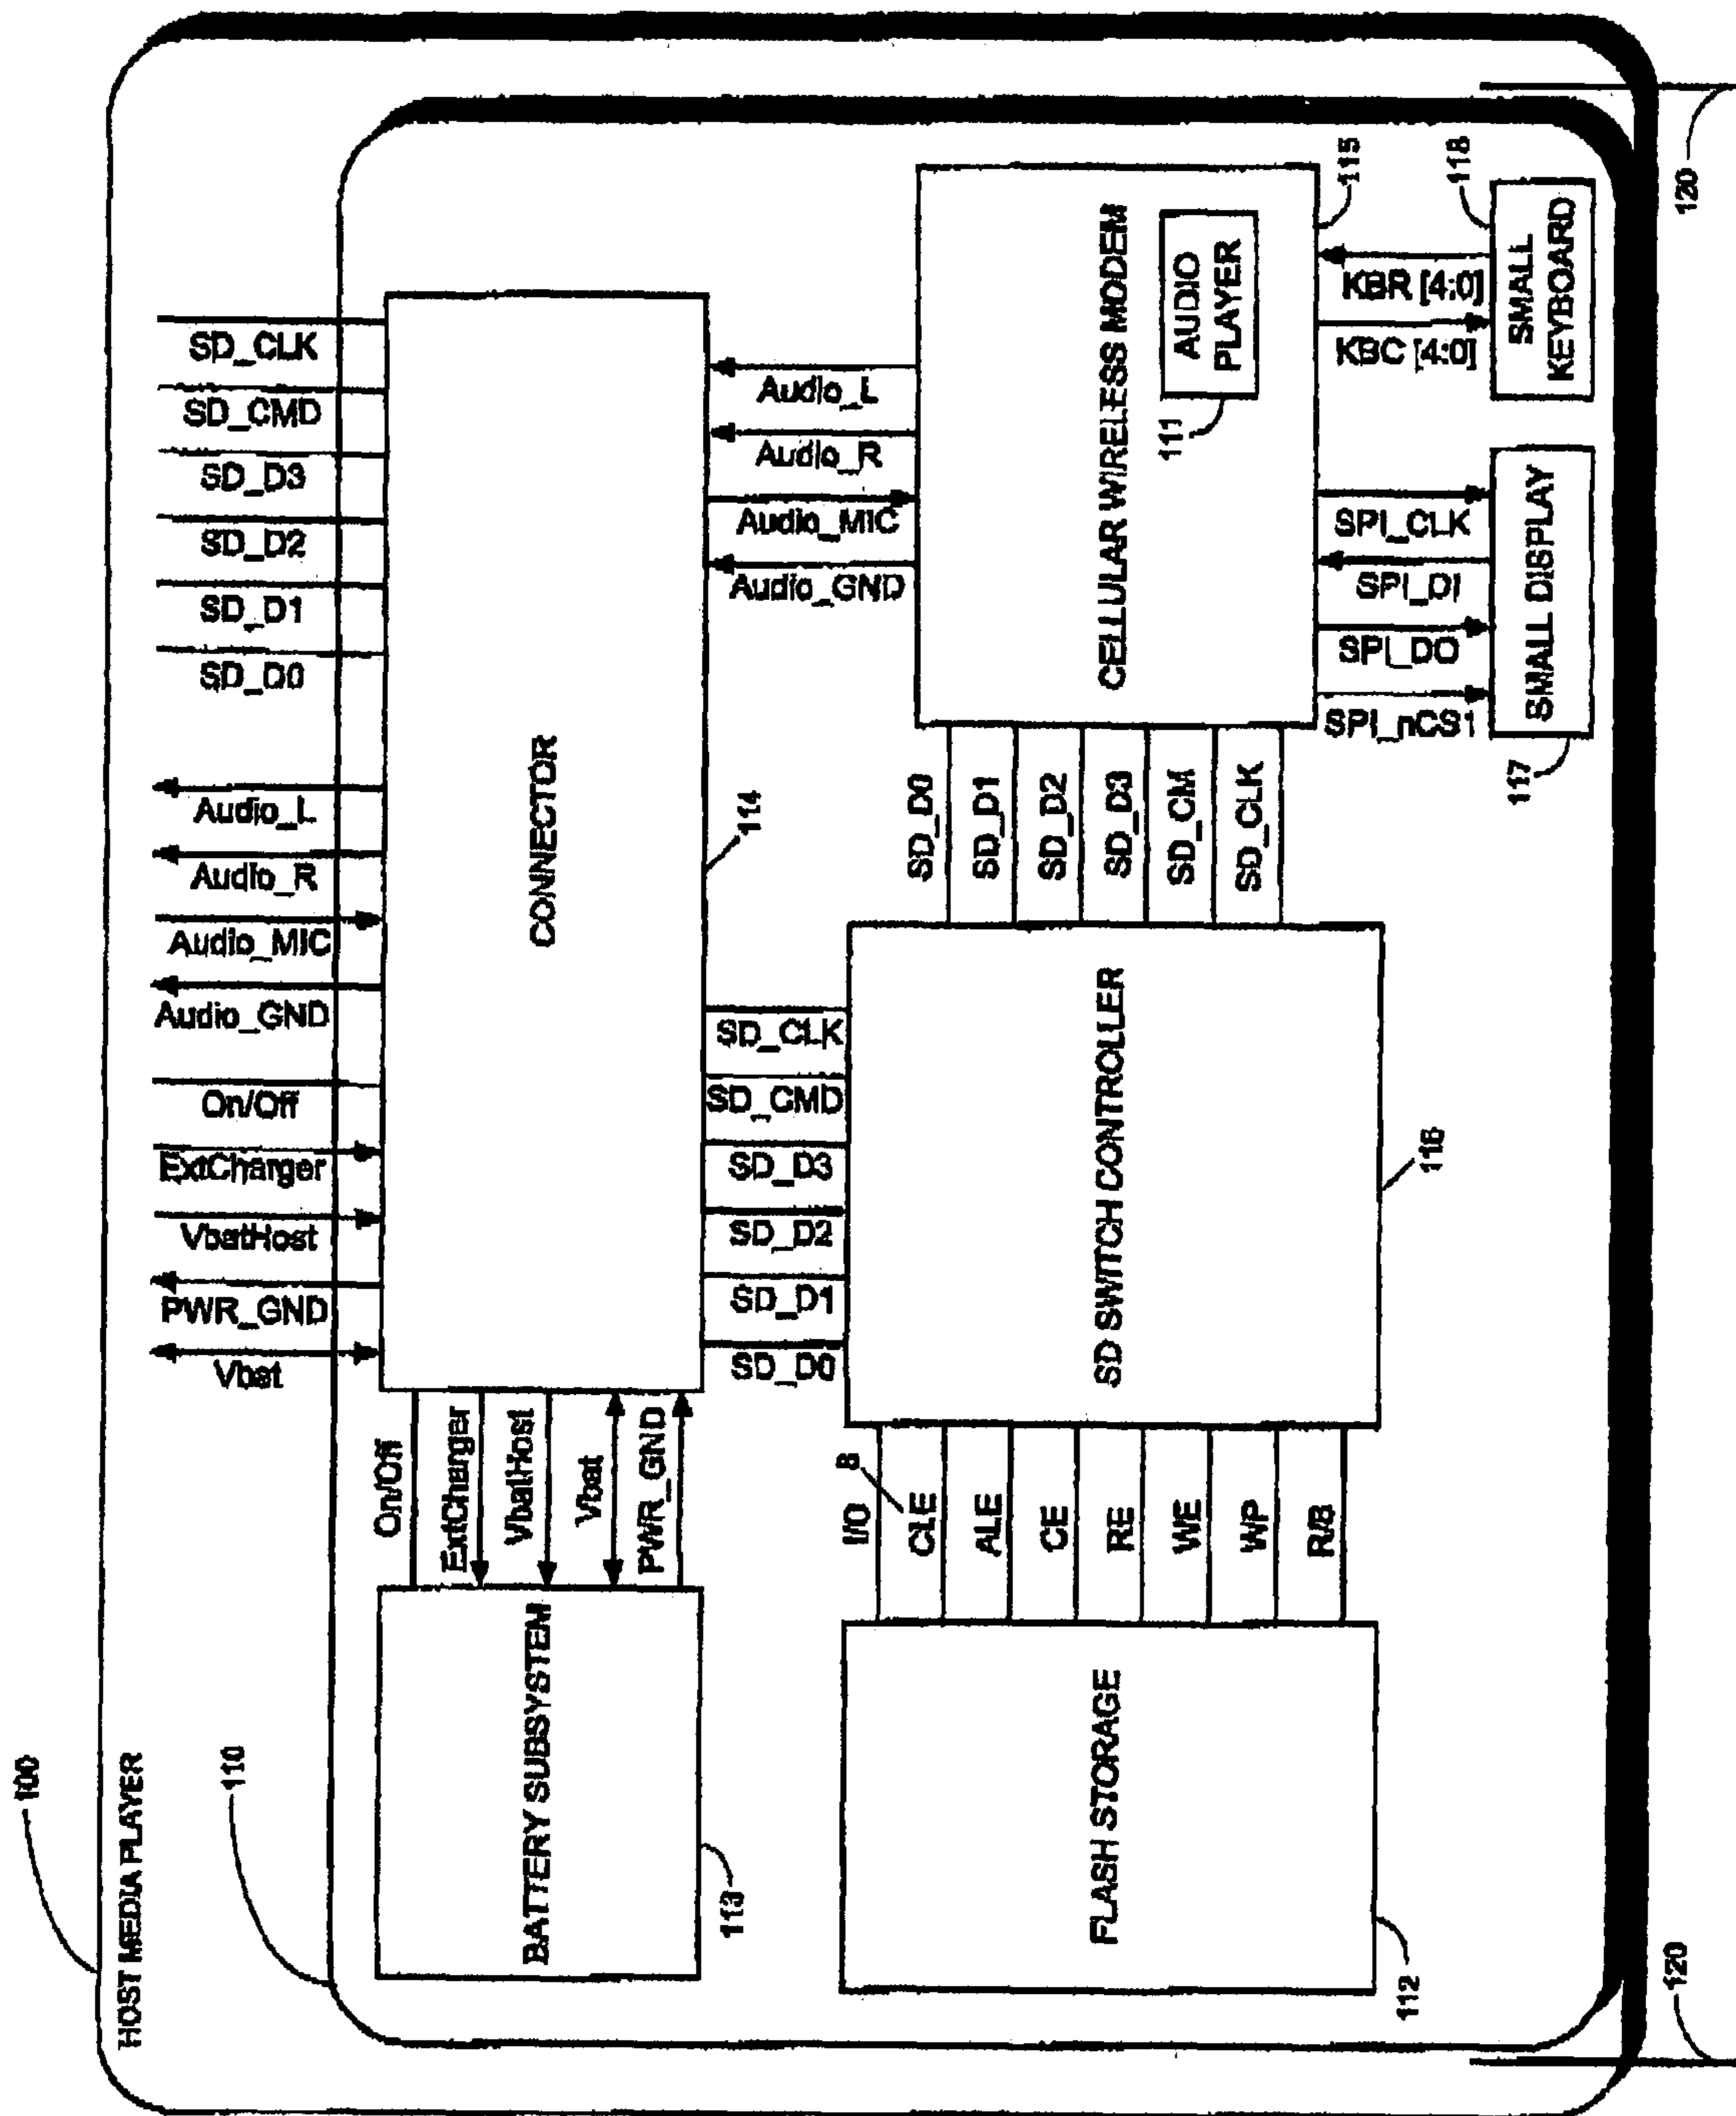 HOST MEDIA PLAYER
100
110
Vbat
PWR_GND
VbatHost
ExtCharger
On/Off
Audio_GND
Audio_MIC
Audio_R
Audio_L
SD_D0
SD_D1
SD_D2
SD_D3
SD_CMD
SD_CLK
BATTERY SUBSYSTEM
113
On/Off
ExtCharger
VbatHost
Vbat
PWR_GND
CONNECTOR
114
SD_D0
SD_D1
SD_D2
SD_D3
SD_CMD
SD_CLK
Audio_GND
Audio_MIC
Audio_R
Audio_L
FLASH STORAGE
112
I/O
8
CLE
ALE
CE
RE
WE
WP
R/B
SD SWITCH CONTROLLER
116
SD_D0
SD_D1
SD_D2
SD_D3
SD_CM
SD_CLK
CELLULAR WIRELESS MODEM
111
AUDIO
PLAYER
115
SPI_nCS1
SPI_DO
SPI_DI
SPI_CLK
KBC [4:0]
KBR [4:0]
117
SMALL DISPLAY
118
SMALL
KEYBOARD
120
120